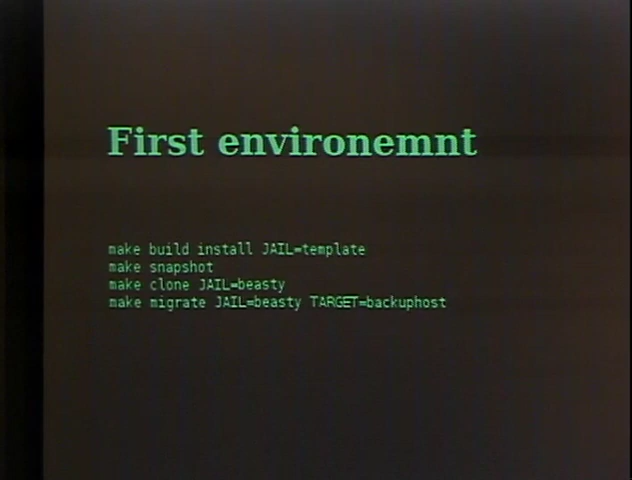 First environemnt
make build install JAIL=template
make snapshot
make clone JAIL=beasty
make migrate JAIL=beasty TARGET=backuphost